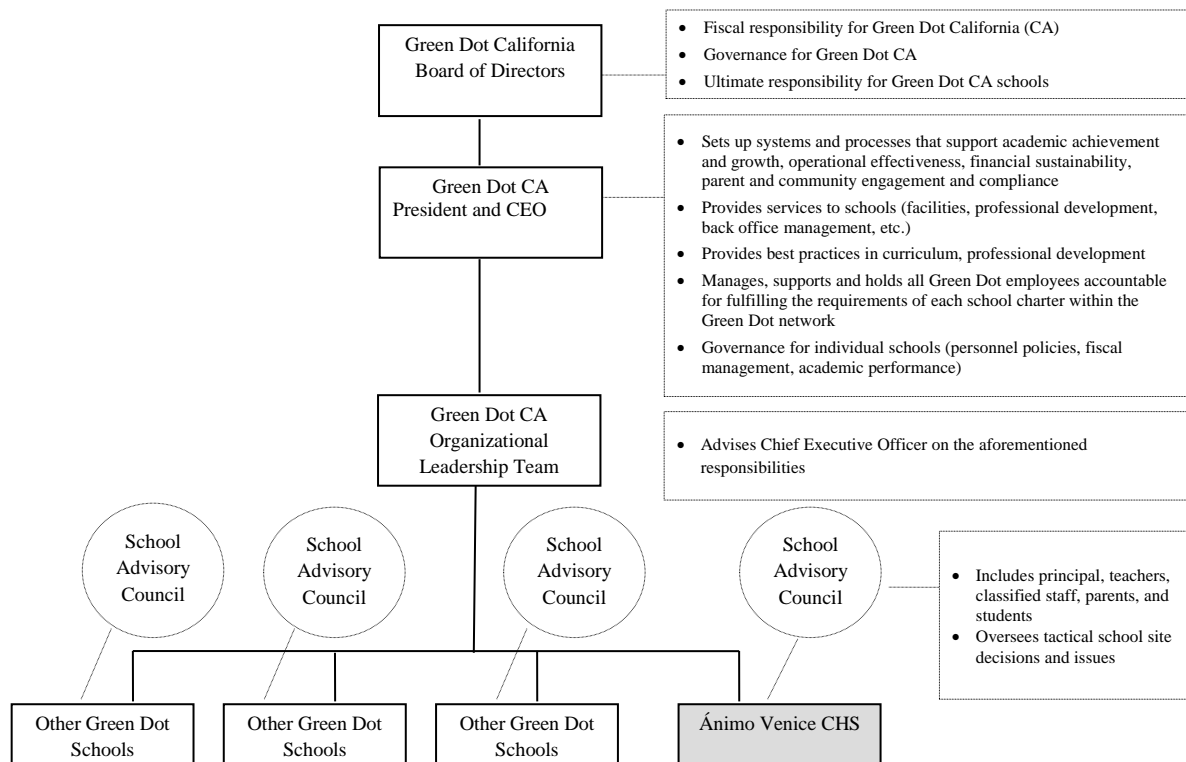 Green Dot California
Board of Directors
• Fiscal responsibility for Green Dot California (CA)
• Governance for Green Dot CA
• Ultimate responsibility for Green Dot CA schools
Green Dot CA
President and CEO
• Sets up systems and processes that support academic achievement
and growth, operational effectiveness, financial sustainability,
parent and community engagement and compliance
• Provides services to schools (facilities, professional development,
back office management, etc.)
• Provides best practices in curriculum, professional development
• Manages, supports and holds all Green Dot employees accountable
for fulfilling the requirements of each school charter within the
Green Dot network
• Governance for individual schools (personnel policies, fiscal
management, academic performance)
Green Dot CA
Organizational
Leadership Team
• Advises Chief Executive Officer on the aforementioned
responsibilities
School
Advisory
Council
School
Advisory
Council
School
Advisory
Council
School
Advisory
Council
• Includes principal, teachers,
classified staff, parents, and
students
• Oversees tactical school site
decisions and issues
Other Green Dot
Schools
Other Green Dot
Schools
Other Green Dot
Schools
Ánimo Venice CHS